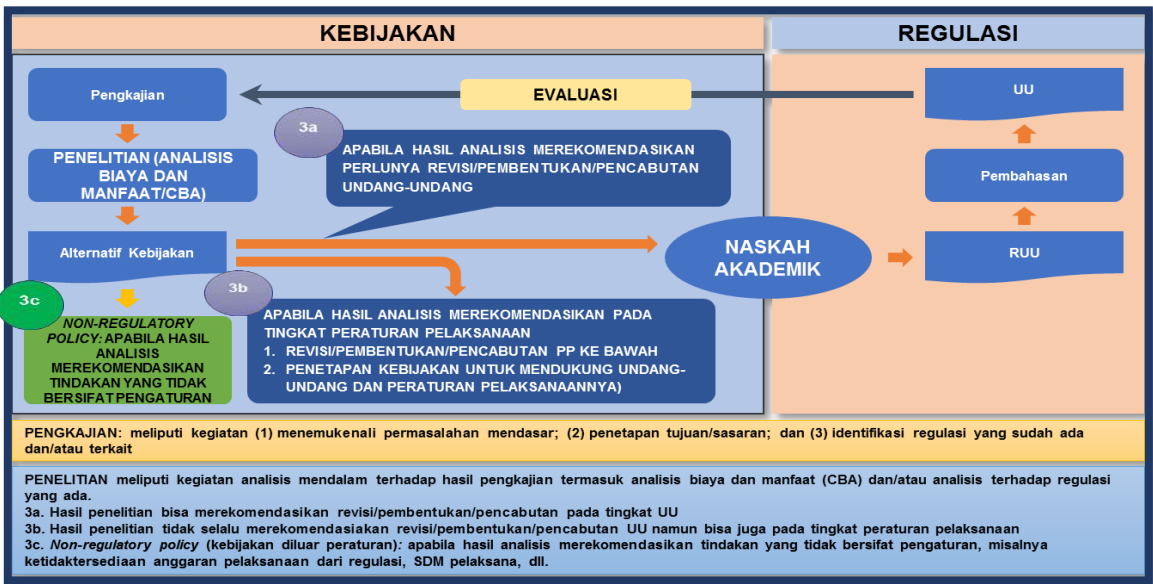 KEBIJAKAN
REGULASI
Pengkajian
EVALUASI
UU
3a
APABILA HASIL ANALISIS MEREKOMENDASIKAN
PERLUNYA REVISI/PEMBENTUKAN/PENCABUTAN
UNDANG-UNDANG
PENELITIAN (ANALISIS
BIAYA DAN
MANFAAT/CBA)
Pembahasan
Alternatif Kebijakan
NASKAH
AKADEMIK
RUU
3b
3c
NON-REGULATORY
POLICY: APABILA HASIL
ANALISIS
MEREKOMENDASIKAN
TINDAKAN YANG TIDAK
BERSIFAT PENGATURAN
APABILA HASIL ANALISIS MEREKOMENDASIKAN PADA
TINGKAT PERATURAN PELAKSANAAN
1. REVISI/PEMBENTUKAN/PENCABUTAN PP KE BAWAH
2. PENETAPAN KEBIJAKAN UNTUK MENDUKUNG UNDANG-
UNDANG DAN PERATURAN PELAKSANAANNYA)
PENGKAJIAN: meliputi kegiatan (1) menemukenali permasalahan mendasar; (2) penetapan tujuan/sasaran; dan (3) identifikasi regulasi yang sudah ada
dan/atau terkait
PENELITIAN meliputi kegiatan analisis mendalam terhadap hasil pengkajian termasuk analisis biaya dan manfaat (CBA) dan/atau analisis terhadap regulasi
yang ada.
3a. Hasil penelitian bisa merekomendasikan revisi/pembentukan/pencabutan pada tingkat UU
3b. Hasil penelitian tidak selalu merekomendasiakan revisi/pembentukan/pencabutan UU namun bisa juga pada tingkat peraturan pelaksanaan
3c. Non-regulatory policy (kebijakan diluar peraturan): apabila hasil analisis merekomendasikan tindakan yang tidak bersifat pengaturan, misalnya
ketidaktersediaan anggaran pelaksanaan dari regulasi, SDM pelaksana, dll.